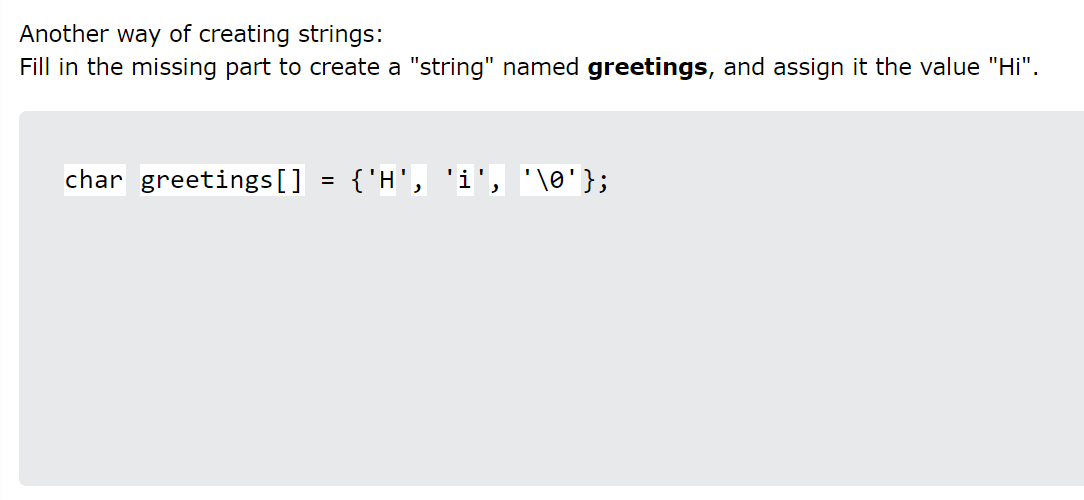 Another way of creating strings:
Fill in the missing part to create a "string" named greetings, and assign it the value "Hi".
char greetings[] = {'H', 'i', '\0'};